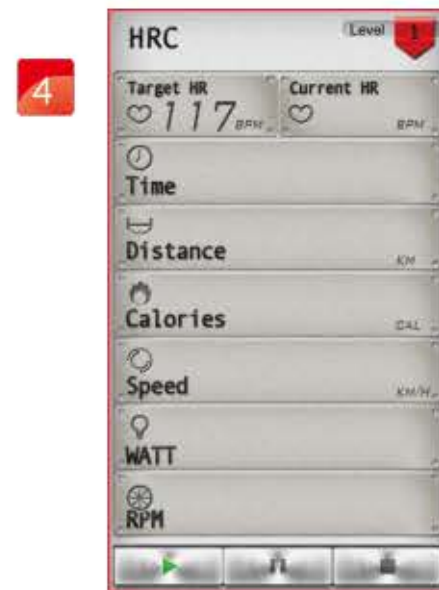 4
HRC Level 1
Target HR Current HR
117 BPM BPM
Time
Distance KM
Calories CAL
Speed KM/H
WATT
RPM